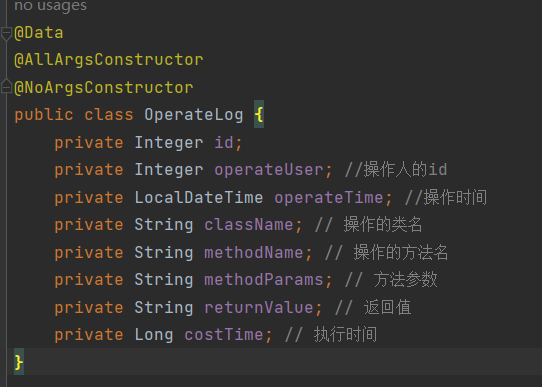 no usages
@Data
@AllArgsConstructor
@NoArgsConstructor
public class OperateLog {
    private Integer id;
    private Integer operateUser; //操作人的id
    private LocalDateTime operateTime; //操作时间
    private String className; // 操作的类名
    private String methodName; // 操作的方法名
    private String methodParams; // 方法参数
    private String returnValue; // 返回值
    private Long costTime; // 执行时间
}